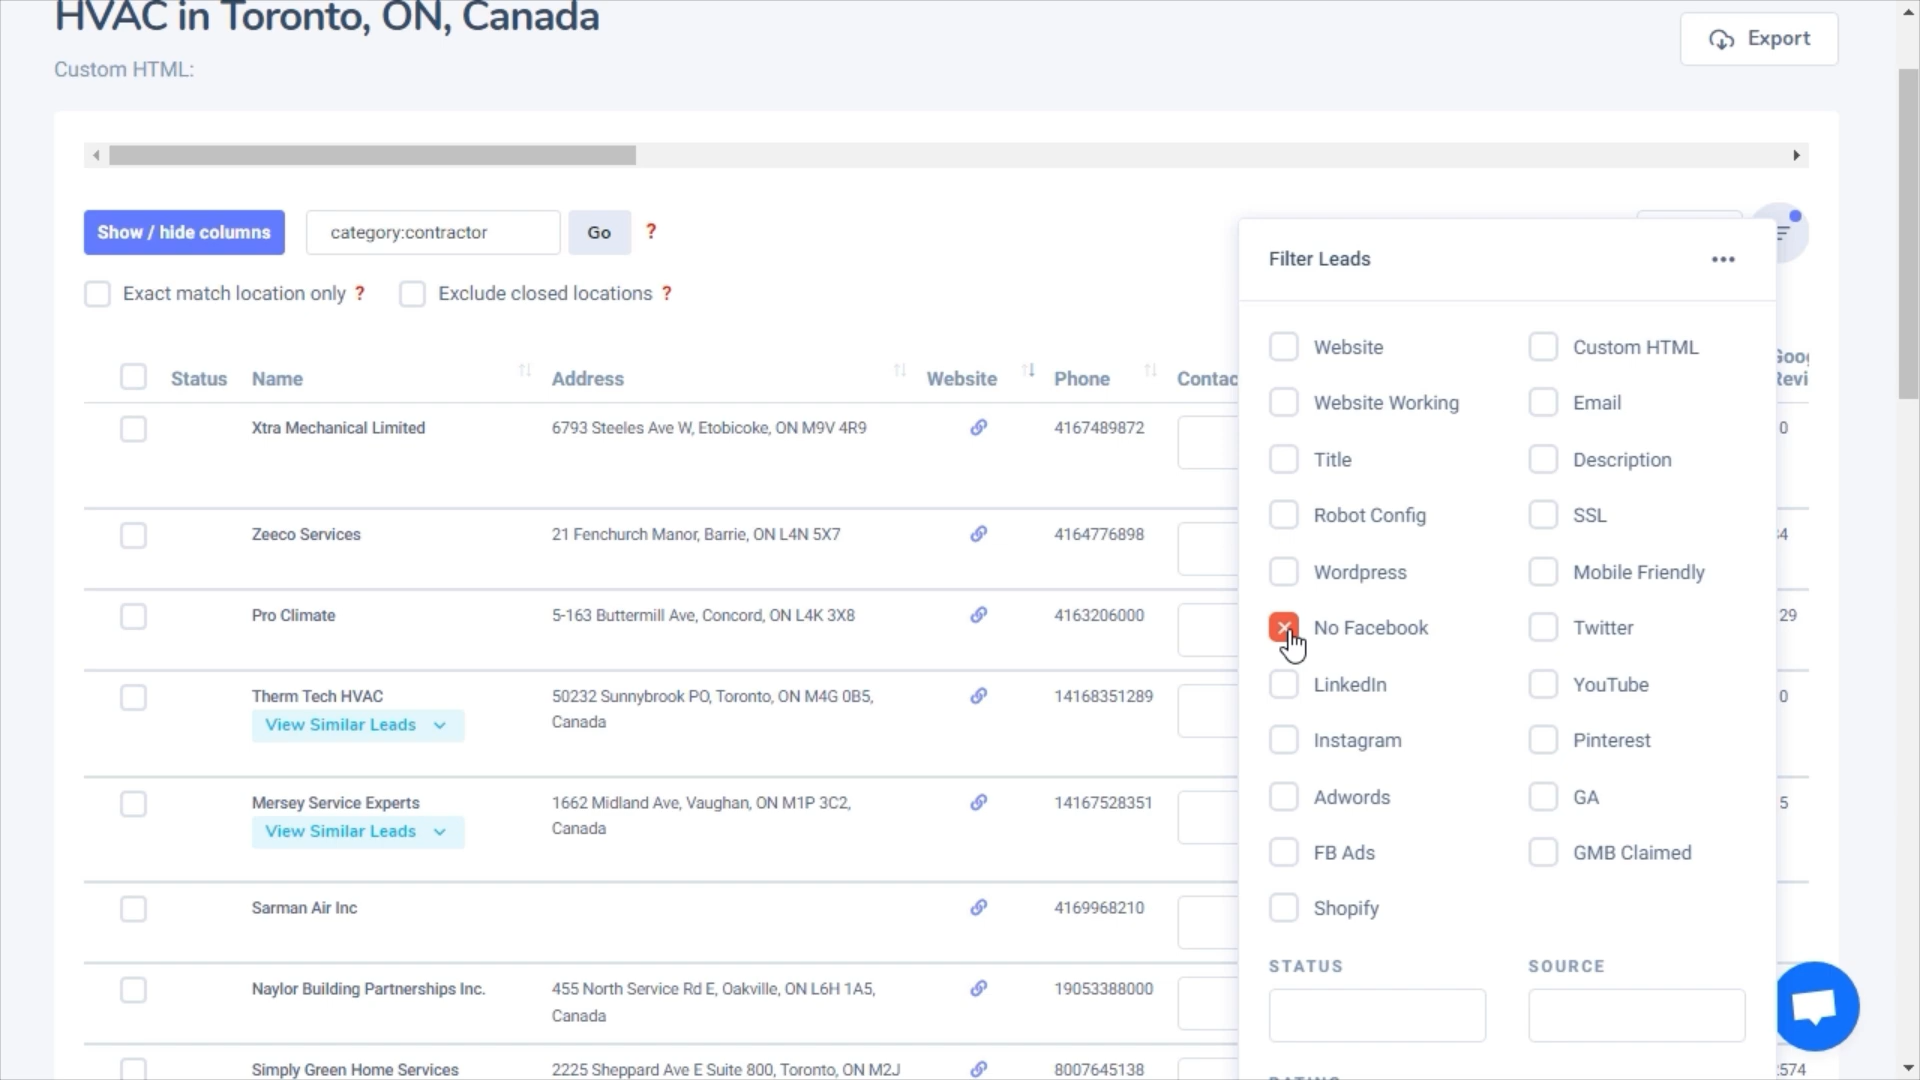 HVAC in Toronto, ON, Canada
Export
Custom HTML:
Show / hide columns
category:contractor
Go
?
Exact match location only ?
Exclude closed locations ?
Status
Name
Address
Website
Phone
Xtra Mechanical Limited
6793 Steeles Ave W, Etobicoke, ON M9V 4R9
4167489872
0
Zeeco Services
21 Fenchurch Manor, Barrie, ON L4N 5X7
4164776898
Pro Climate
5-163 Buttermill Ave, Concord, ON L4K 3X8
4163206000
29
Therm Tech HVAC
View Similar Leads
50232 Sunnybrook PO, Toronto, ON M4G 0B5,
Canada
14168351289
0
Mersey Service Experts
View Similar Leads
1662 Midland Ave, Vaughan, ON M1P 3C2,
Canada
14167528351
5
Sarman Air Inc
4169968210
Naylor Building Partnerships Inc.
455 North Service Rd E, Oakville, ON L6H 1A5,
Canada
19053388000
Simply Green Home Services
2225 Sheppard Ave E Suite 800, Toronto, ON M2J
8007645138
574
Filter Leads
Website
Custom HTML
Website Working
Email
Title
Description
Robot Config
SSL
Wordpress
Mobile Friendly
No Facebook
Twitter
LinkedIn
YouTube
Instagram
Pinterest
Adwords
GA
FB Ads
GMB Claimed
Shopify
STATUS
SOURCE